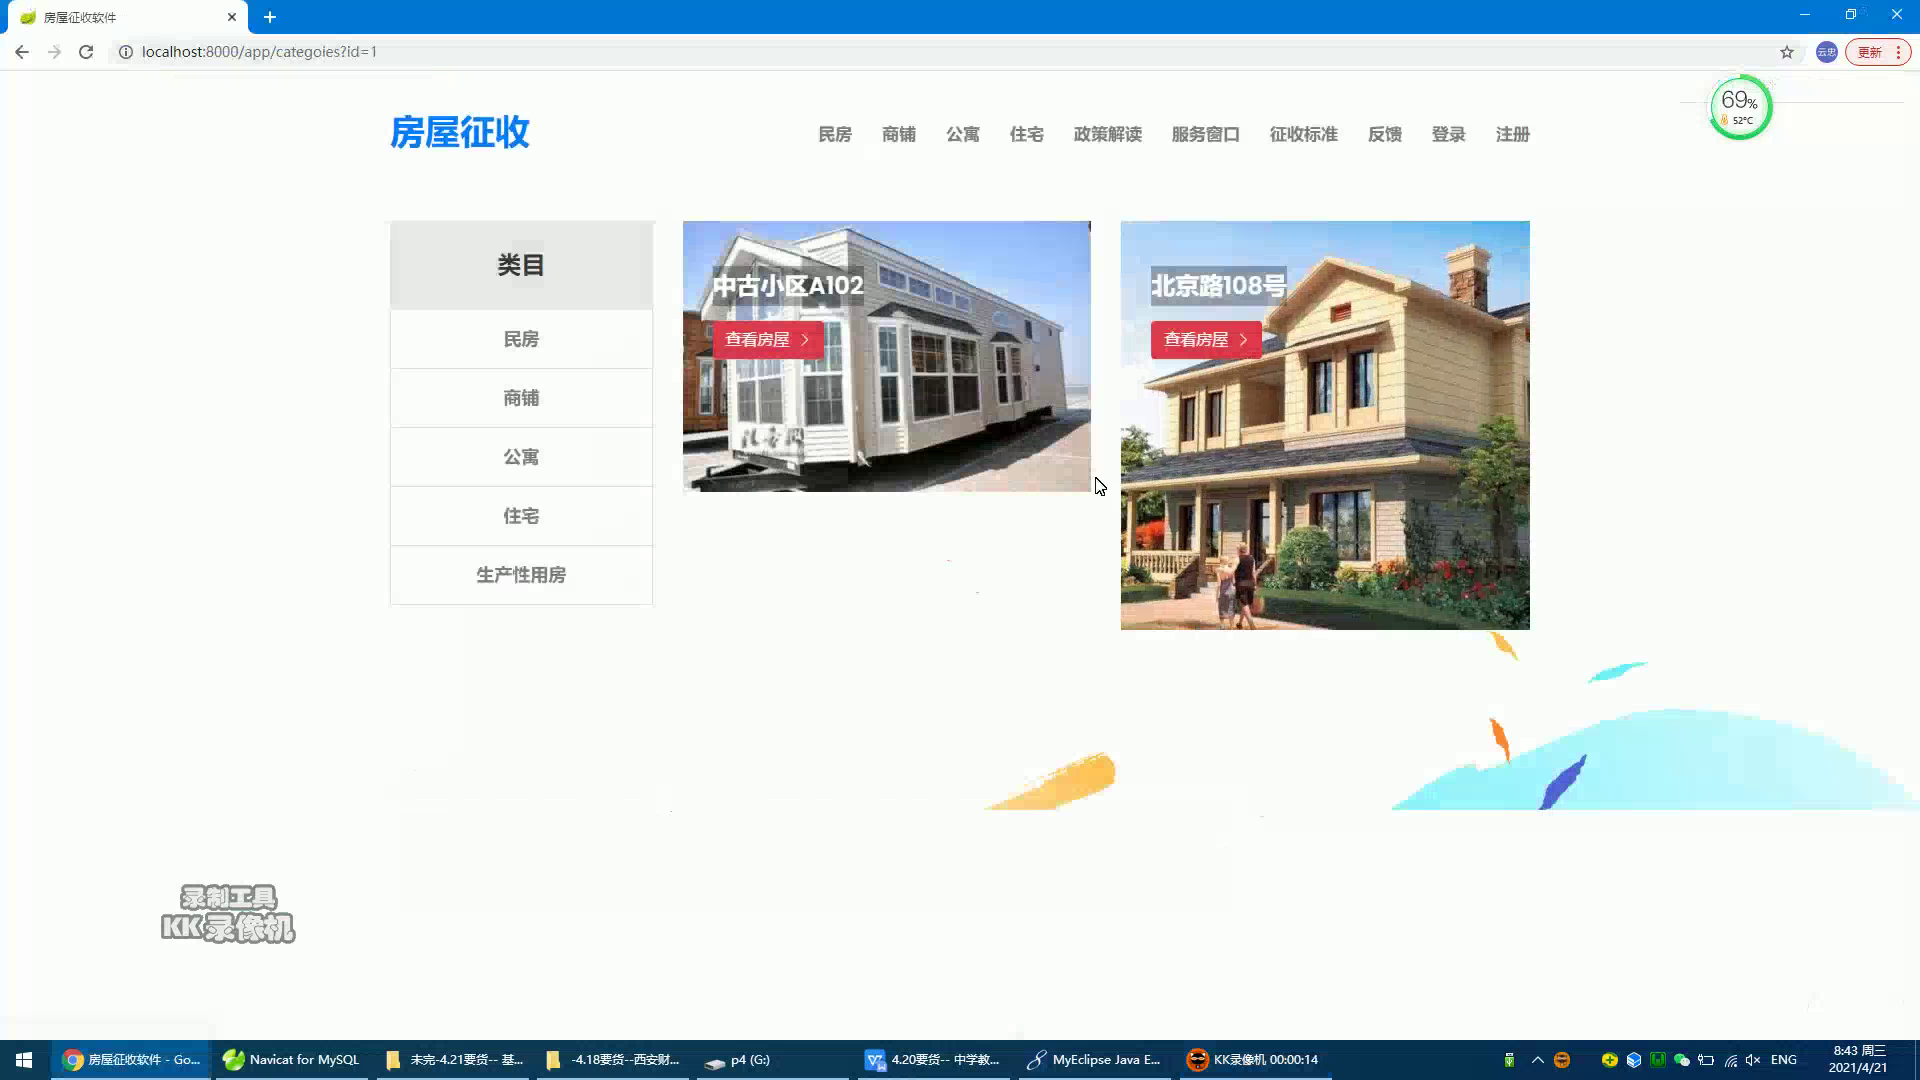 房屋征收软件
localhost:8000/app/categoies?id=1
更新
69%
52°C
房屋征收
民房 商铺 公寓 住宅 政策解读 服务窗口 征收标准 反馈 登录 注册
类目
民房
商铺
公寓
住宅
生产性用房
中古小区A102
查看房屋
北京路108号
查看房屋
录制工具
KK录像机
房屋征收软件 - Go...
Navicat for MySQL
未完-4.21要货-- 基...
-4.18要货--西安财...
p4 (G:)
4.20要货-- 中学教...
MyEclipse Java E...
KK录像机 00:00:14
ENG
8:43 周三
2021/4/21